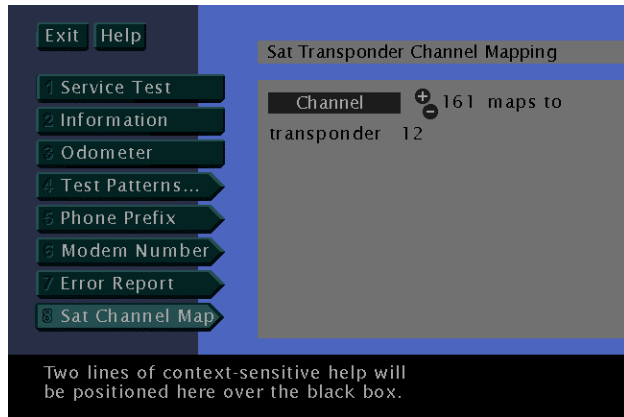 Exit Help
Sat Transponder Channel Mapping
1 Service Test
2 Information
3 Odometer
4 Test Patterns...
5 Phone Prefix
6 Modem Number
7 Error Report
8 Sat Channel Map
Channel 161 maps to
transponder 12
Two lines of context-sensitive help will
be positioned here over the black box.